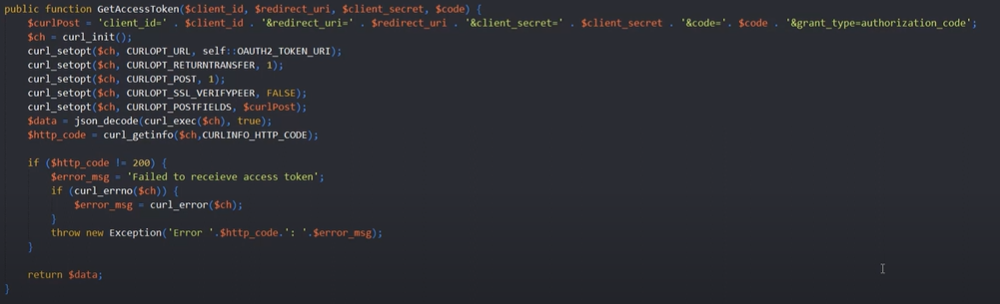 public function GetAccessToken($client_id, $redirect_uri, $client_secret, $code) {
$curlPost = 'client_id=' . $client_id . '&redirect_uri=' . $redirect_uri . '&client_secret=' . $client_secret . '&code='. $code . '&grant_type=authorization_code';
$ch = curl_init();
curl_setopt($ch, CURLOPT_URL, self::OAUTH2_TOKEN_URI);
curl_setopt($ch, CURLOPT_RETURNTRANSFER, 1);
curl_setopt($ch, CURLOPT_POST, 1);
curl_setopt($ch, CURLOPT_SSL_VERIFYPEER, FALSE);
curl_setopt($ch, CURLOPT_POSTFIELDS, $curlPost);
$data = json_decode(curl_exec($ch), true);
$http_code = curl_getinfo($ch,CURLINFO_HTTP_CODE);
if ($http_code != 200) {
$error_msg = 'Failed to receieve access token';
if (curl_errno($ch)) {
$error_msg = curl_error($ch);
}
throw new Exception('Error '.$http_code.': '.$error_msg);
}
return $data;
}